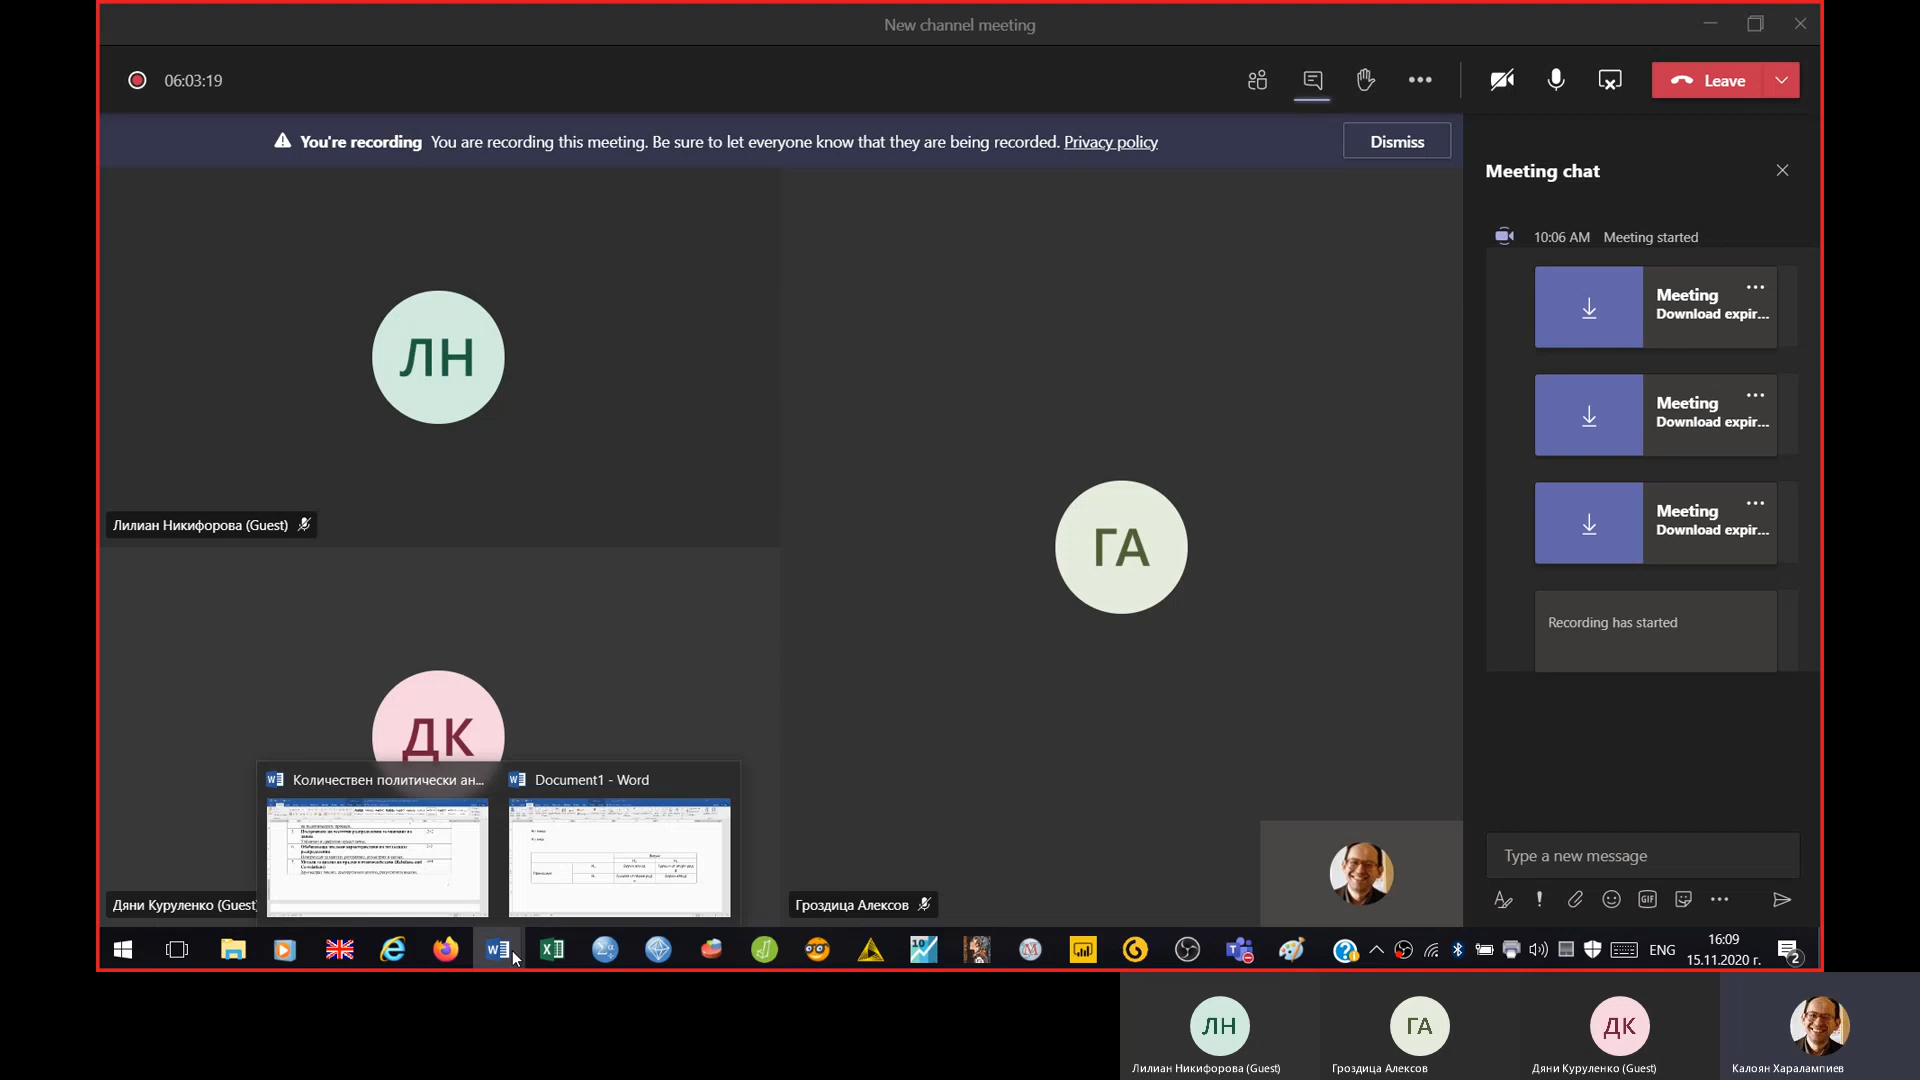 New channel meeting
06:03:19
Leave
You're recording You are recording this meeting. Be sure to let everyone know that they are being recorded. Privacy policy
Dismiss
Meeting chat
10:06 AM Meeting started
Meeting
Download expir...
Meeting
Download expir...
Meeting
Download expir...
Recording has started
Type a new message
GIF
ЛН
Лилиан Никифорова (Guest)
ГА
Гроздица Алексов
ДК
Дяни Куруленко (Guest
Количествен политически ан...
Document1 - Word
ENG
16:09
15.11.2020 г.
2
ЛН
Лилиан Никифорова (Guest)
ГА
Гроздица Алексов
ДК
Дяни Куруленко (Guest)
Калоян Харалампиев